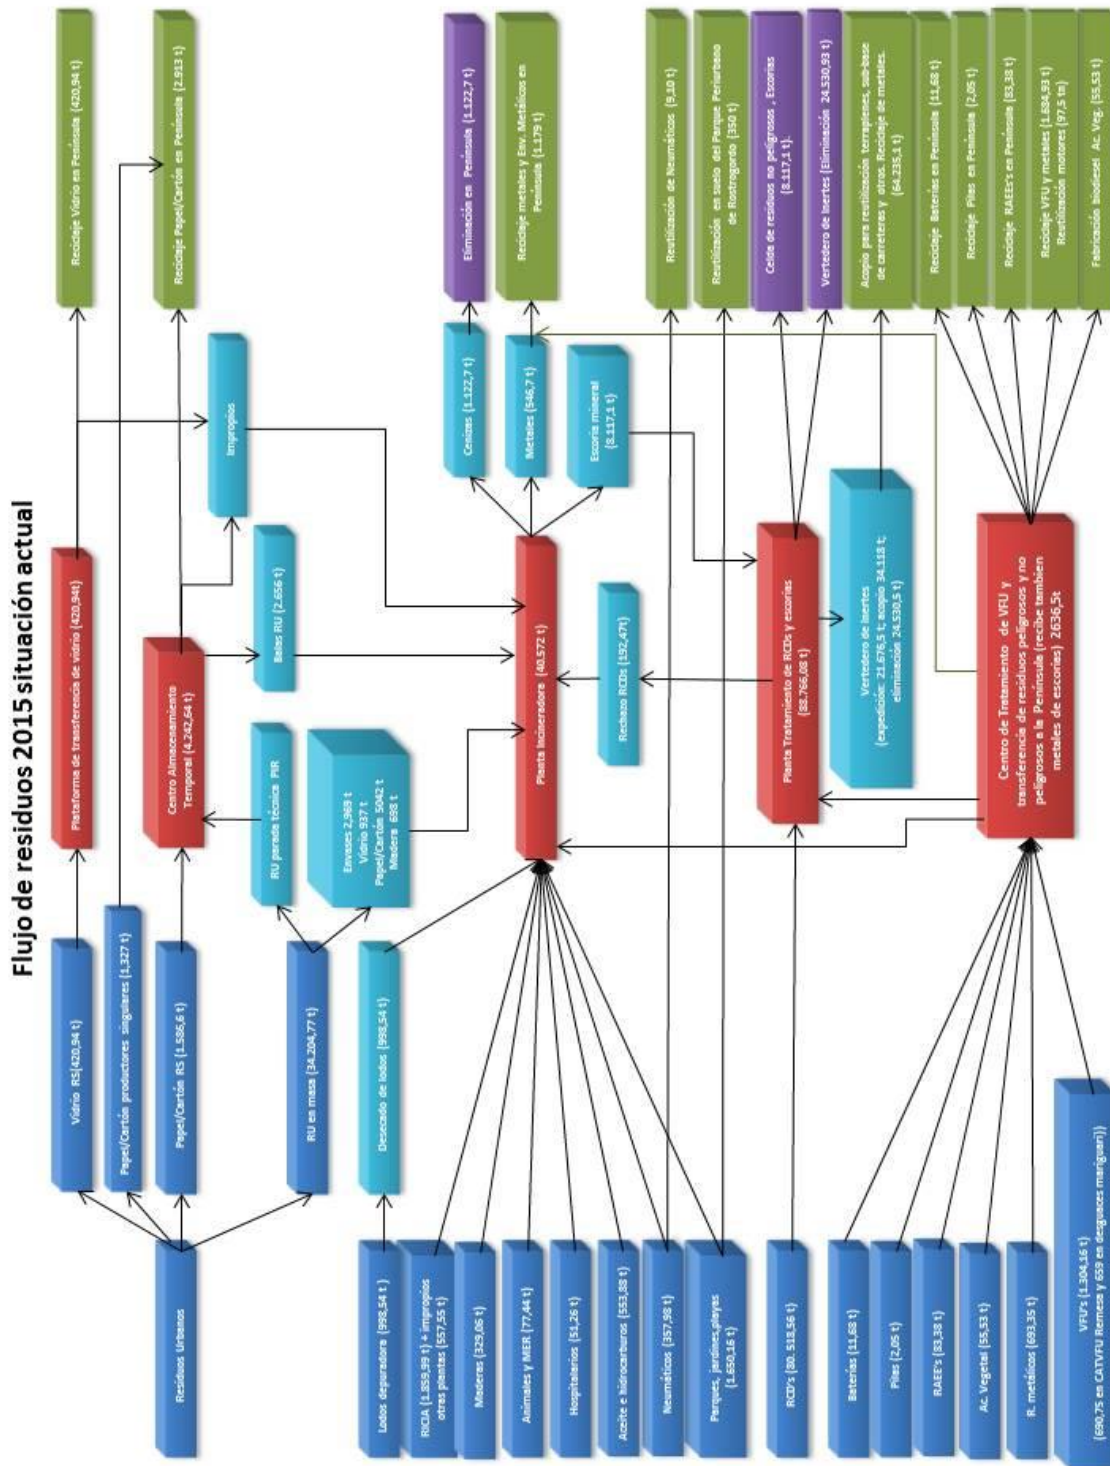 Flujo de residuos 2015 situación actual
Residuos Urbanos
Vidrio RS(420,94 t)
Papel/Cartón productores singulares (1,327 t)
Papel/Cartón RS (1.586,6 t)
RU en masa (34.204,77 t)
Plataforma de transferencia de vidrio (420,94t)
Centro Almacenamiento
Temporal (4.242,64 t)
RU parada técnica PIR
Envases 2,969 t
Vidrio 937 t
Papel/Cartón 5042 t
Madera 698 t
Balas RU (2.656 t)
Impropios
Reciclaje Vidrio en Península (420,94 t)
Reciclaje Papel/Cartón en Península (2.913 t)
Lodos depuradora (998,54 t )
Desecado de lodos (998,54 t)
RICIA (1.859,99 t) + impropios
otras plantas (557,55 t)
Maderas (329,06 t)
Animales y MER (77,44 t)
Hospitalarios (51,26 t)
Aceite e hidrocarburos (553,88 t)
Neumáticos (357,98 t)
Parques, jardines,playas
(1.650,16 t)
Planta Incineradora (40.572 t)
Cenizas (1.122,7 t)
Metales (546,7 t)
Escoria mineral
(8.117,1 t)
Eliminación en Península (1.122,7 t)
Reciclaje metales y Env. Metálicos en
Península (1.179 t)
Reutilización de Neumáticos (9,10 t)
Reutilización en suelo del Parque Periurbano
de Rostrogordo (350 t)
Rechazo RCDs (192,47t)
RCD's (80. 518,56 t)
Planta Tratamiento de RCDs y escorías
(88.766,08 t)
Vertedero de Inertes
(expedición: 21.676,5 t; acopio 34.118 t;
eliminación 24.530,5 t)
Celda de residuos no peligrosos , Escorias
(8.117,1 t).
Vertedero de Inertes (Eliminación 24.530,93 t)
Acopio para reutilización terraplenes, sub-base
de carreteras y otros. Reciclaje de metales.
(64.235,1 t)
Baterías (11,68 t)
Pilas (2,05 t)
RAEE's (83,38 t)
Ac. Vegetal (55,53 t)
R. metálicos (693,35 t)
VFU's (1.304,16 t)
(690,75 en CATVFU Remesa y 659 en desguaces mariguari))
Centro de Tratamiento de VFU y
transferencia de residuos peligrosos y no
peligrosos a la Península (recibe tambien
metales de escorias) 2636,5t
Reciclaje Baterías en Península (11,68 t)
Reciclaje Pilas en Península (2,05 t)
Reciclaje RAEEs's en Península (83,38 t)
Reciclaje VFU y metales (1.684,93 t)
Reutilización motores (97,5 tn)
Fabricación biodiesel Ac. Veg. (55,53 t)